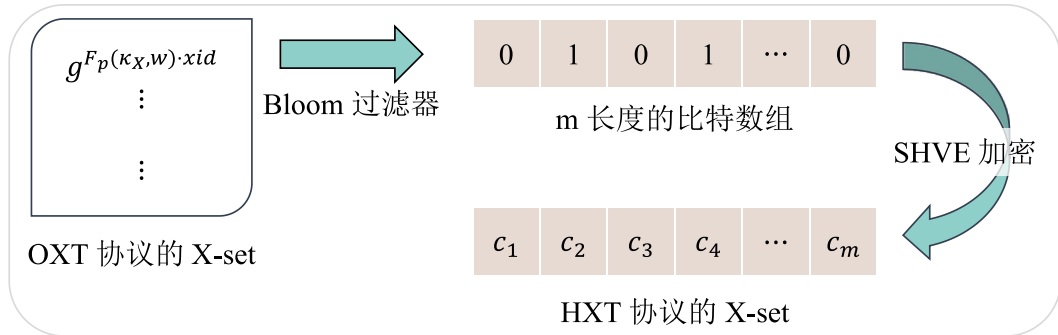 g^{F_p(κ_X,w)·xid}
⋮
⋮
OXT 协议的 X-set
Bloom 过滤器
0 1 0 1 ⋯ 0
m 长度的比特数组
SHVE 加密
c_1 c_2 c_3 c_4 ⋯ c_m
HXT 协议的 X-set